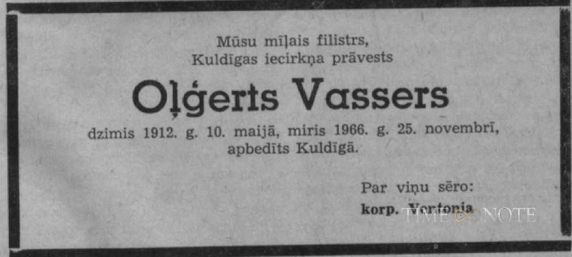 Mūsu mīļais filistrs,
Kuldīgas iecirkņa prāvests
Oļģerts Vassers
dzimis 1912. g. 10. maijā, miris 1966. g. 25. novembrī,
apbedīts Kuldīgā.
Par viņu sēro:
korp. Ventonia
TIMENOTE